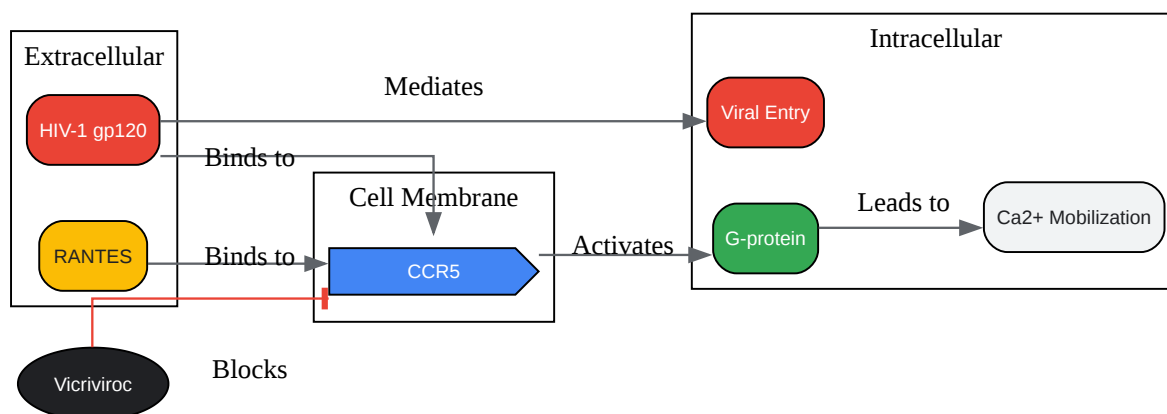 Extracellular
Intracellular
Mediates
HIV-1 gp120
Viral Entry
Binds to
Cell Membrane
Leads to
Ca2+ Mobilization
G-protein
RANTES
Binds to
CCR5
Activates
Blocks
Vicriviroc